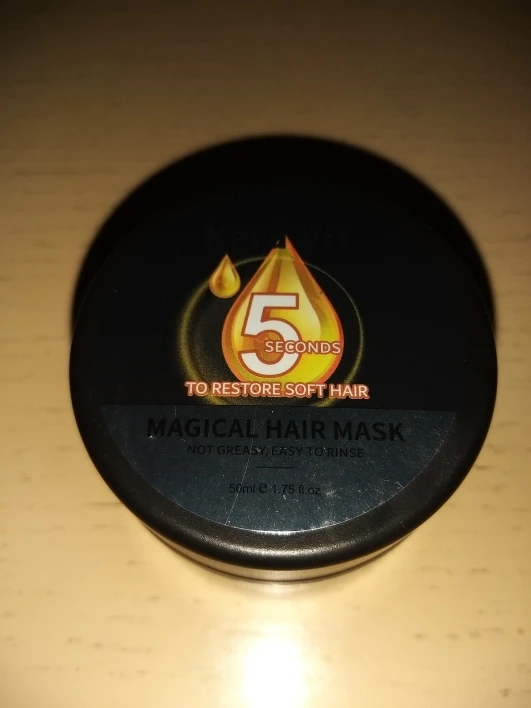 5
SECONDS
TO RESTORE SOFT HAIR
MAGICAL HAIR MASK
NOT GREASY, EASY TO RINSE
50ml ℮ 1.75 fl.oz